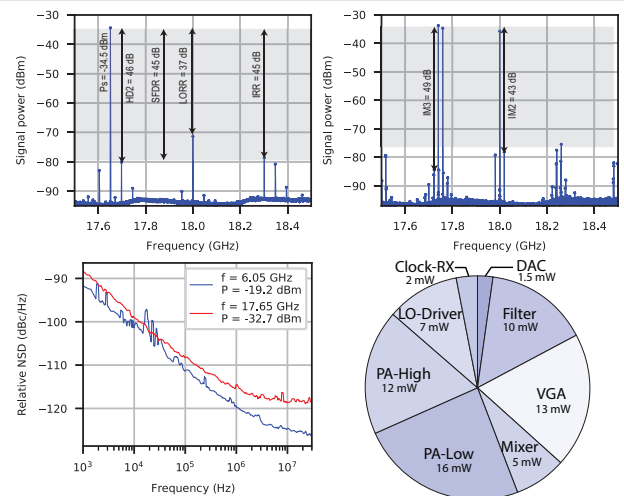 −30
−40
−50
−60
−70
−80
−90
Signal power (dBm)
Ps = -34.5 dBm
HD2 = 46 dB
SFDR = 45 dB
LORR = 37 dB
IRR = 45 dB
17.6 17.8 18.0 18.2 18.4
Frequency (GHz)
−30
−40
−50
−60
−70
−80
−90
Signal power (dBm)
IM3 = 49 dB
IM2 = 43 dB
17.6 17.8 18.0 18.2 18.4
Frequency (GHz)
−90
−100
−110
−120
Relative NSD (dBc/Hz)
f = 6.05 GHz
P = -19.2 dBm
f = 17.65 GHz
P = -32.7 dBm
10³ 10⁴ 10⁵ 10⁶ 10⁷
Frequency (Hz)
Clock-RX
2 mW
DAC
1.5 mW
LO-Driver
7 mW
Filter
10 mW
PA-High
12 mW
VGA
13 mW
Mixer
5 mW
PA-Low
16 mW